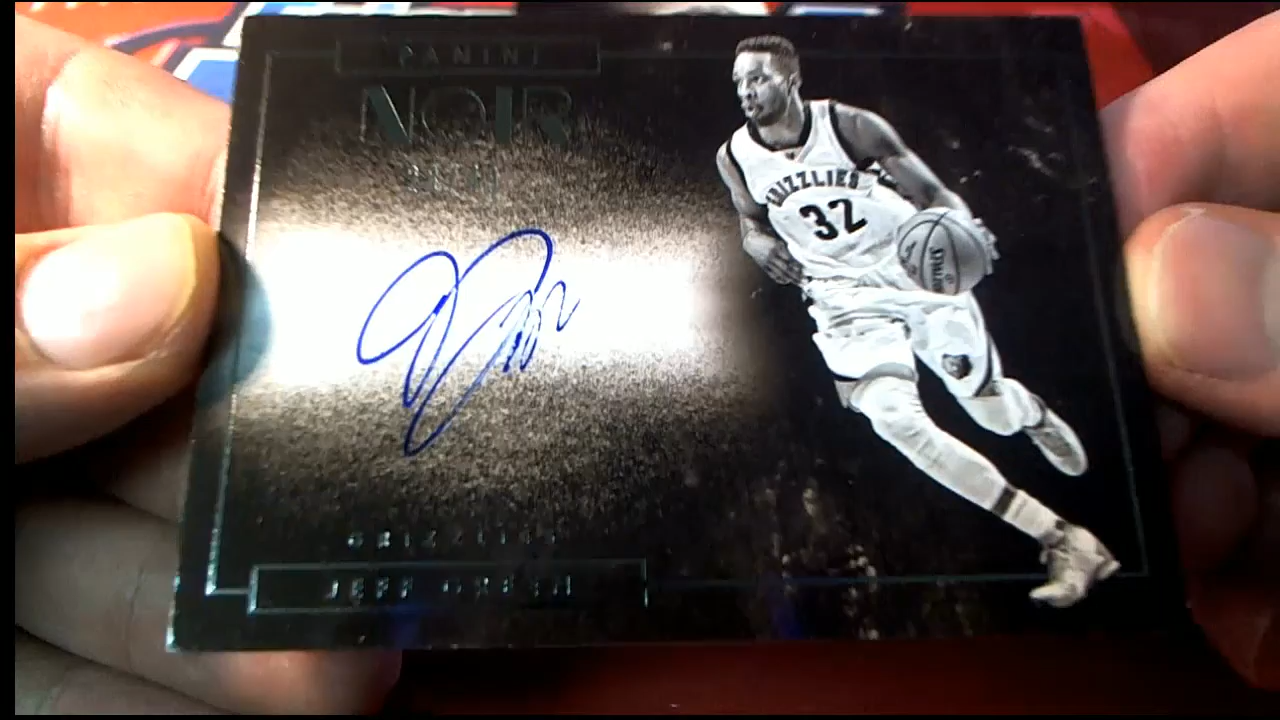 PANINI
NOIR
GRIZZLIES
32
GRIZZLIES
JEFF GREEN